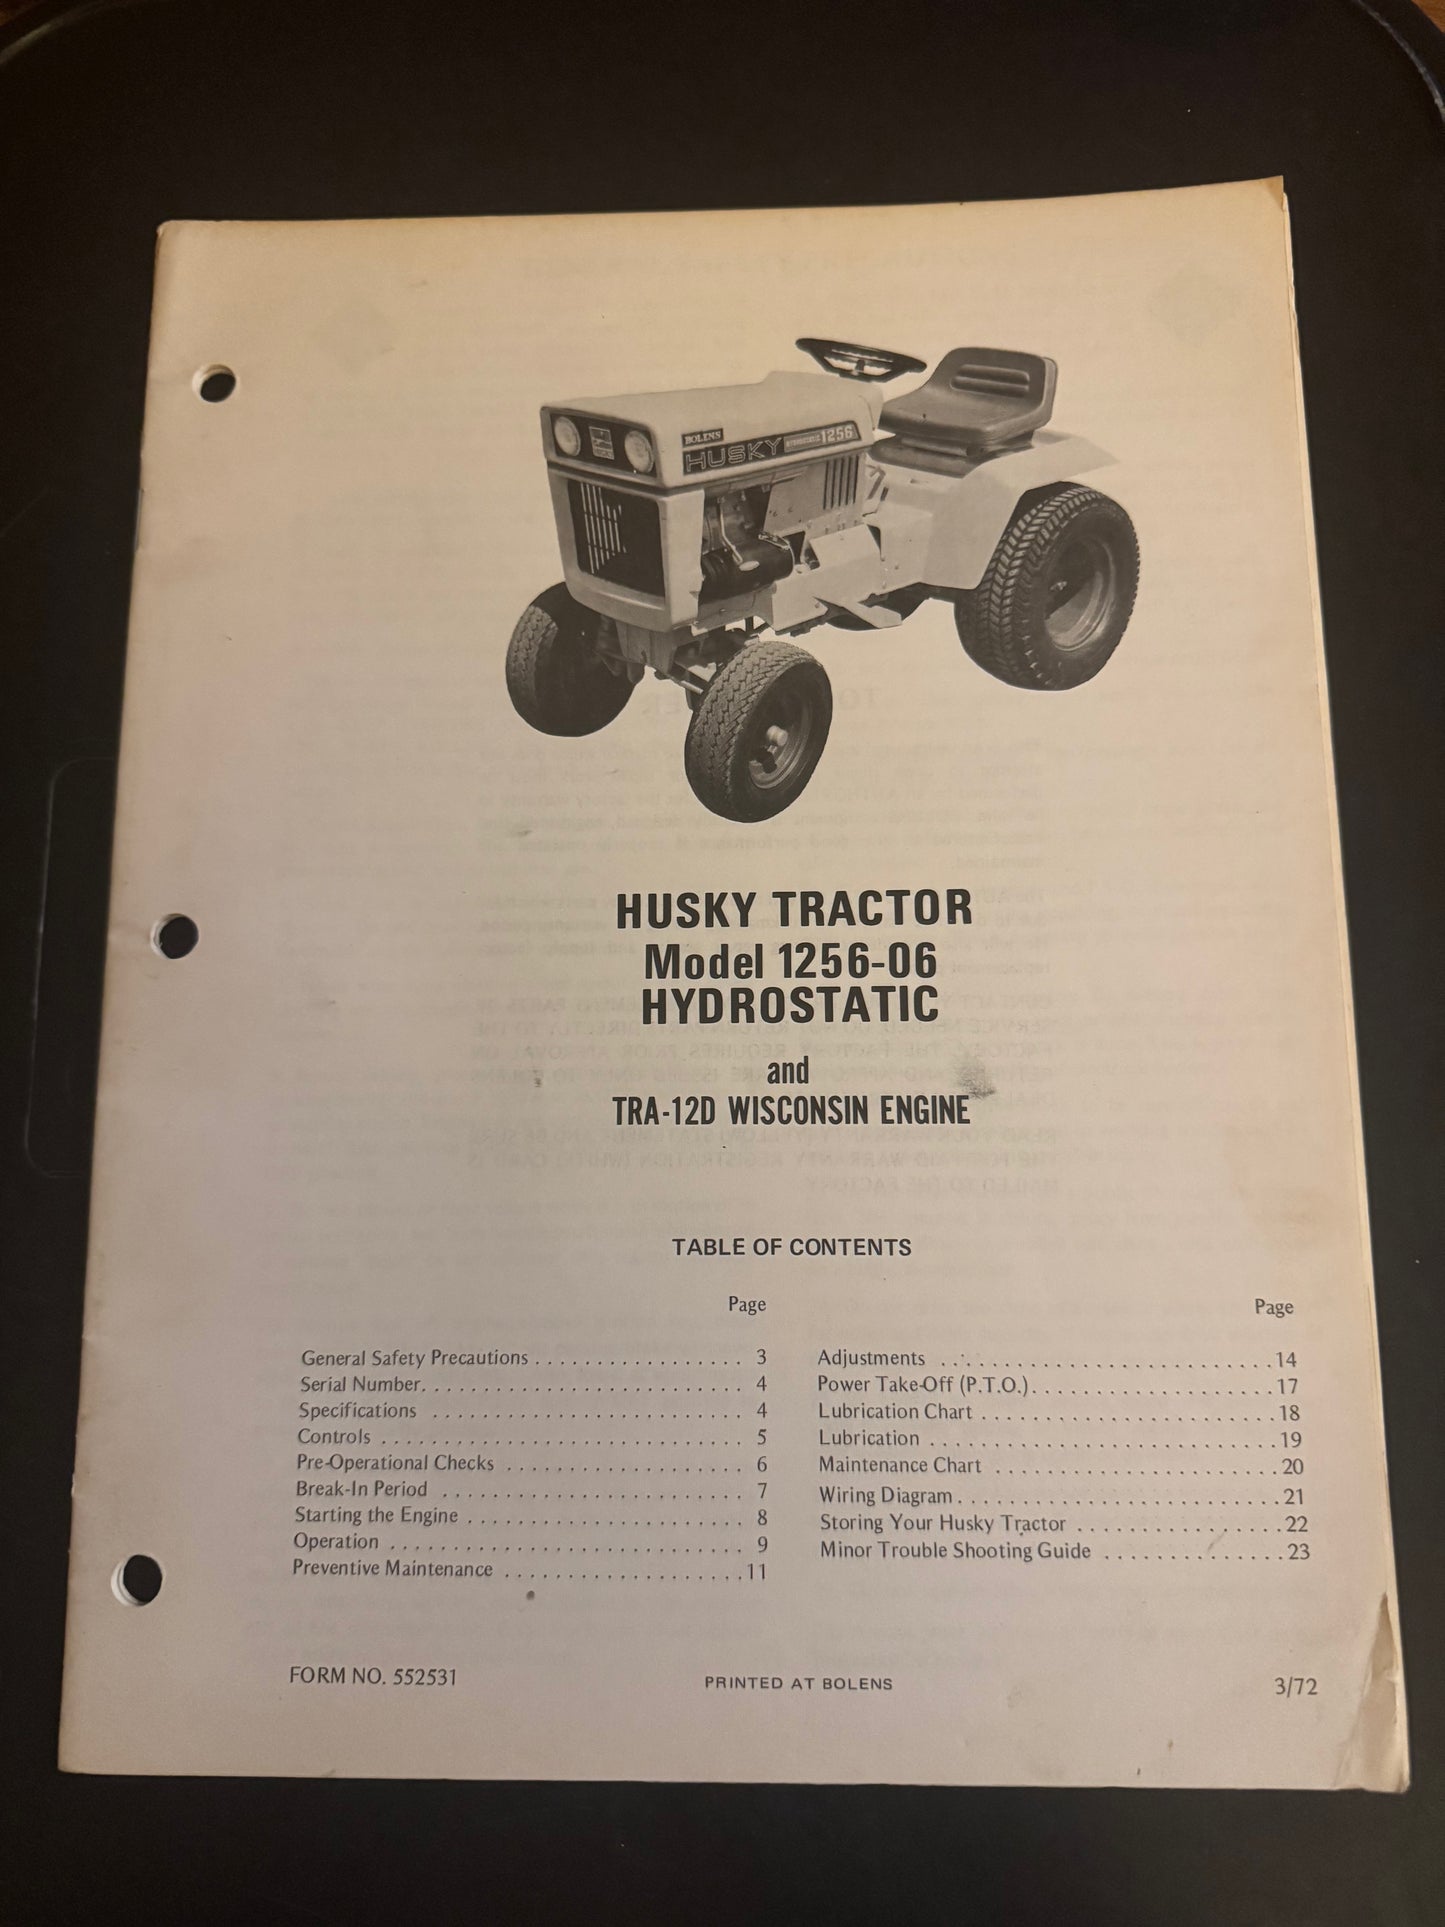 BOLENS
HUSKY HYDROSTATIC 1256
HUSKY TRACTOR
Model 1256-06
HYDROSTATIC
and
TRA-12D WISCONSIN ENGINE
TABLE OF CONTENTS
Page
General Safety Precautions . . . . . . . . . . . . . . . . . 3
Serial Number. . . . . . . . . . . . . . . . . . . . . . . . . . 4
Specifications . . . . . . . . . . . . . . . . . . . . . . . . . 4
Controls . . . . . . . . . . . . . . . . . . . . . . . . . . . . . 5
Pre-Operational Checks . . . . . . . . . . . . . . . . . . . 6
Break-In Period . . . . . . . . . . . . . . . . . . . . . . . . 7
Starting the Engine . . . . . . . . . . . . . . . . . . . . . . 8
Operation . . . . . . . . . . . . . . . . . . . . . . . . . . . . 9
Preventive Maintenance . . . . . . . . . . . . . . . . . . . 11
Page
Adjustments . . . . . . . . . . . . . . . . . . . . . . . . . . . 14
Power Take-Off (P.T.O.) . . . . . . . . . . . . . . . . . . . . 17
Lubrication Chart . . . . . . . . . . . . . . . . . . . . . . . . 18
Lubrication . . . . . . . . . . . . . . . . . . . . . . . . . . . . 19
Maintenance Chart . . . . . . . . . . . . . . . . . . . . . . . 20
Wiring Diagram . . . . . . . . . . . . . . . . . . . . . . . . . . 21
Storing Your Husky Tractor . . . . . . . . . . . . . . . . . 22
Minor Trouble Shooting Guide . . . . . . . . . . . . . . . 23
FORM NO. 552531
PRINTED AT BOLENS
3/72